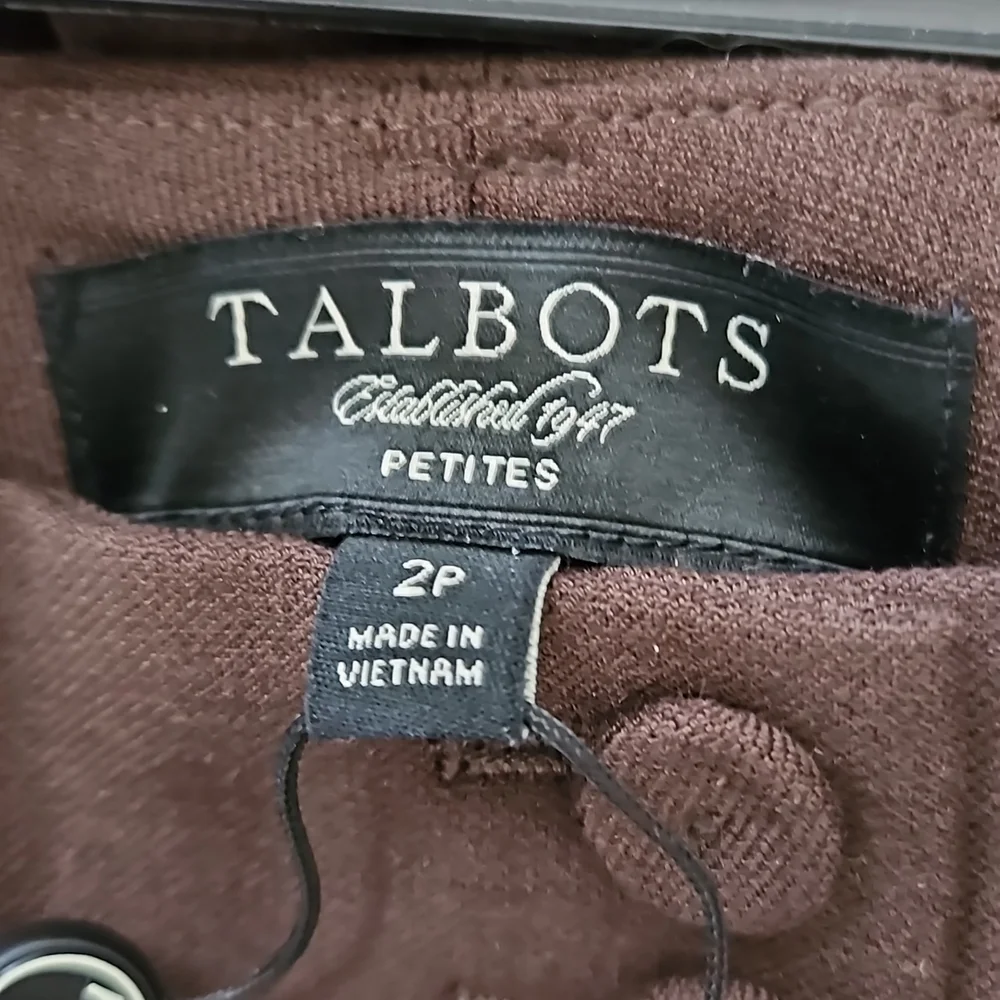 TALBOTS
Established 1947
PETITES
2P
MADE IN
VIETNAM